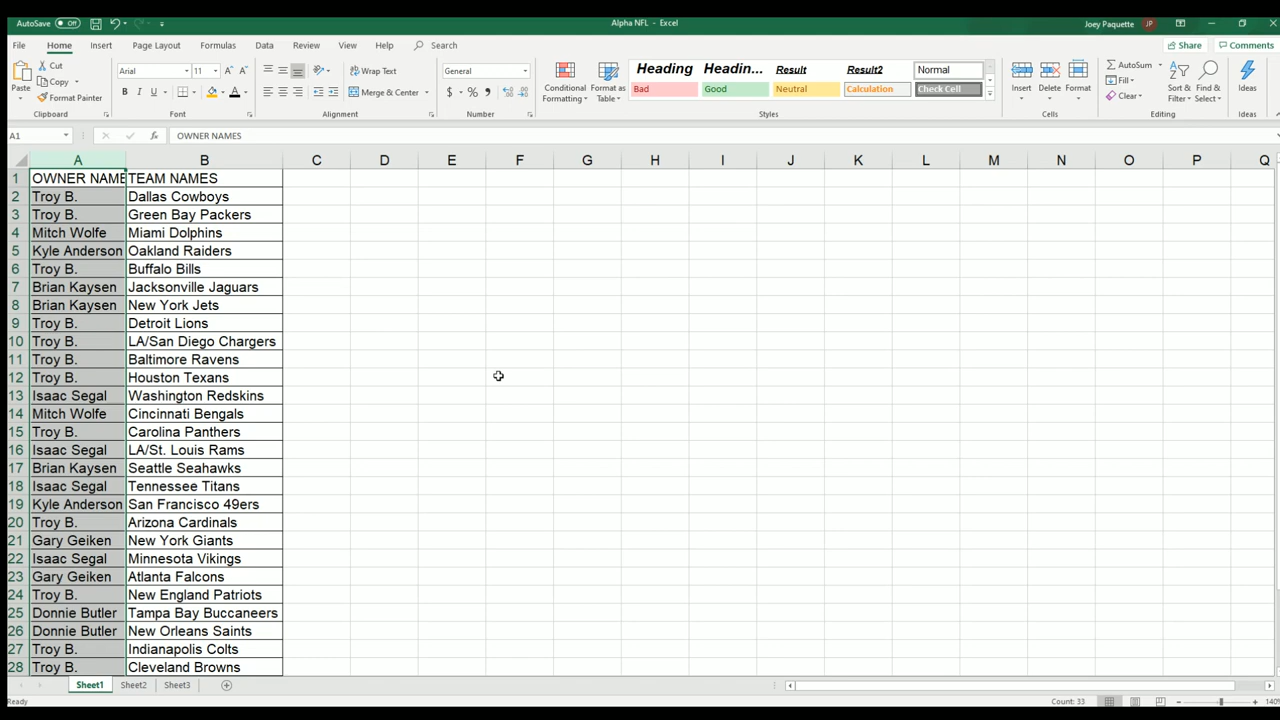 AutoSave Off Alpha NFL - Excel Joey Paquette JP
File Home Insert Page Layout Formulas Data Review View Help Search Share Comments
Paste Cut Copy Format Painter Clipboard
Arial 11 A A B I U A Font
Wrap Text Merge & Center Alignment
General $ % , Number
Conditional Formatting Format as Table Heading Headin... Result Result2 Normal
Bad Good Neutral Calculation Check Cell Styles
Insert Delete Format Cells
AutoSum Fill Clear Sort & Filter Find & Select Editing
Ideas Ideas
A1 fx OWNER NAMES
A B C D E F G H I J K L M N O P Q
1 OWNER NAME TEAM NAMES
2 Troy B. Dallas Cowboys
3 Troy B. Green Bay Packers
4 Mitch Wolfe Miami Dolphins
5 Kyle Anderson Oakland Raiders
6 Troy B. Buffalo Bills
7 Brian Kaysen Jacksonville Jaguars
8 Brian Kaysen New York Jets
9 Troy B. Detroit Lions
10 Troy B. LA/San Diego Chargers
11 Troy B. Baltimore Ravens
12 Troy B. Houston Texans
13 Isaac Segal Washington Redskins
14 Mitch Wolfe Cincinnati Bengals
15 Troy B. Carolina Panthers
16 Isaac Segal LA/St. Louis Rams
17 Brian Kaysen Seattle Seahawks
18 Isaac Segal Tennessee Titans
19 Kyle Anderson San Francisco 49ers
20 Troy B. Arizona Cardinals
21 Gary Geiken New York Giants
22 Isaac Segal Minnesota Vikings
23 Gary Geiken Atlanta Falcons
24 Troy B. New England Patriots
25 Donnie Butler Tampa Bay Buccaneers
26 Donnie Butler New Orleans Saints
27 Troy B. Indianapolis Colts
28 Troy B. Cleveland Browns
Sheet1 Sheet2 Sheet3
Ready Count: 33 140%